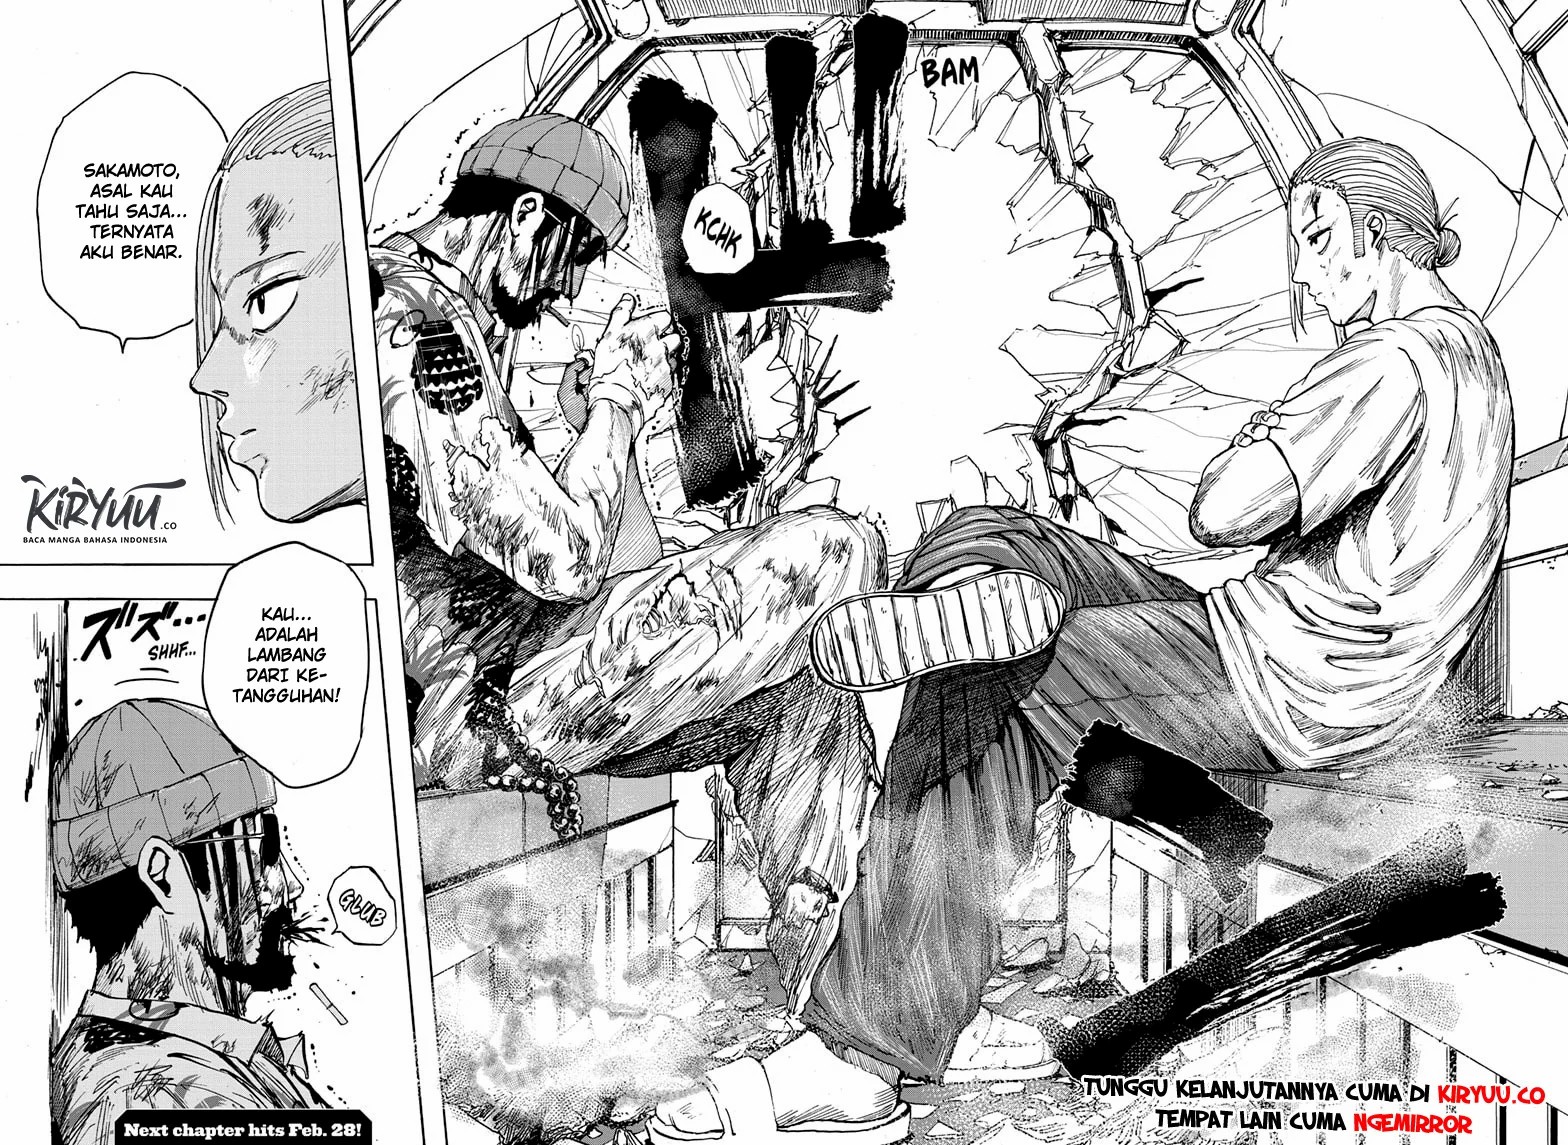 BAM
KCHK
SAKAMOTO,
ASAL KAU
TAHU SAJA...
TERNYATA
AKU BENAR.
KIRYUU.CO
BACA MANGA BAHASA INDONESIA
KAU...
ADALAH
LAMBANG
DARI KE-
TANGGUHAN!
ズズ...
SHHF...
GLUB
Next chapter hits Feb. 28!
TUNGGU KELANJUTANNYA CUMA DI KIRYUU.CO
TEMPAT LAIN CUMA NGEMIRROR